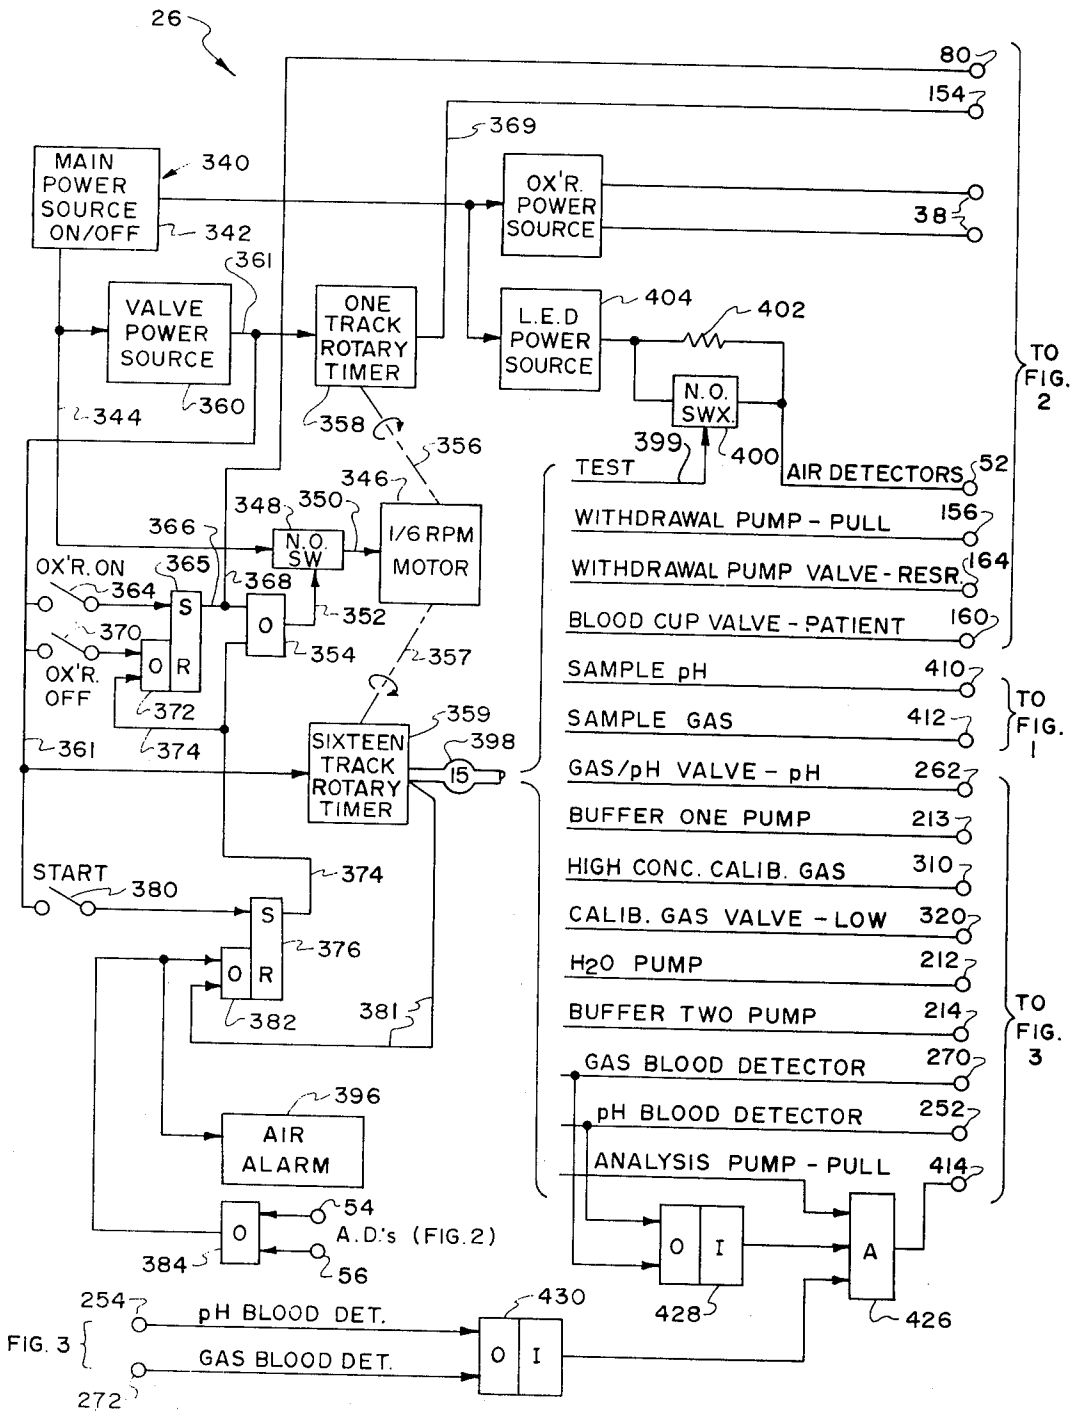 26
80
154
369
MAIN
POWER
SOURCE
ON/OFF
340
342
OX'R.
POWER
SOURCE
38
361
VALVE
POWER
SOURCE
360
344
ONE
TRACK
ROTARY
TIMER
358
356
L.E.D
POWER
SOURCE
404
402
N.O.
SWX.
400
399
TO
FIG.
2
TEST
AIR DETECTORS
52
WITHDRAWAL PUMP - PULL
156
WITHDRAWAL PUMP VALVE - RESR.
164
BLOOD CUP VALVE - PATIENT
160
346
348
350
N.O.
SW
1/6 RPM
MOTOR
366
365
368
352
OX'R. ON
364
S
O
354
370
O
R
OX'R.
OFF
372
374
357
361
SIXTEEN
TRACK
ROTARY
TIMER
359
398
15
SAMPLE pH
410
SAMPLE GAS
412
TO
FIG.
1
GAS/pH VALVE - pH
262
BUFFER ONE PUMP
213
HIGH CONC. CALIB. GAS
310
CALIB. GAS VALVE - LOW
320
H2O PUMP
212
BUFFER TWO PUMP
214
GAS BLOOD DETECTOR
270
pH BLOOD DETECTOR
252
ANALYSIS PUMP - PULL
414
TO
FIG.
3
START
380
374
S
376
O
R
382
381
396
AIR
ALARM
O
384
54
A.D.'s (FIG. 2)
56
O
I
428
A
426
254
pH BLOOD DET.
430
FIG. 3
GAS BLOOD DET.
O
I
272